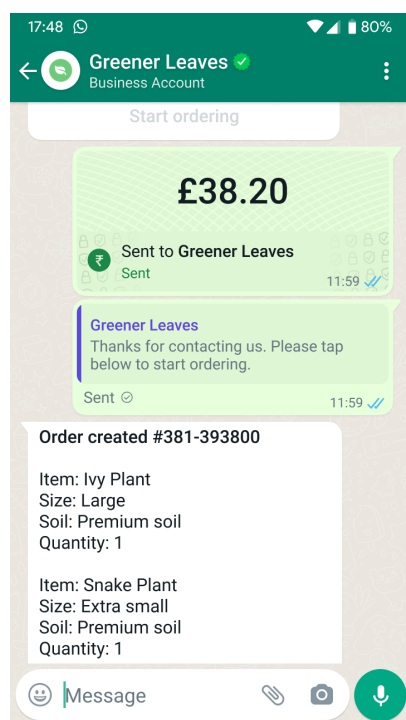 17:48
80%
Greener Leaves
Business Account
Start ordering
£38.20
₹
Sent to Greener Leaves
Sent
11:59
Greener Leaves
Thanks for contacting us. Please tap
below to start ordering.
Sent
11:59
Order created #381-393800
Item: Ivy Plant
Size: Large
Soil: Premium soil
Quantity: 1
Item: Snake Plant
Size: Extra small
Soil: Premium soil
Quantity: 1
Message